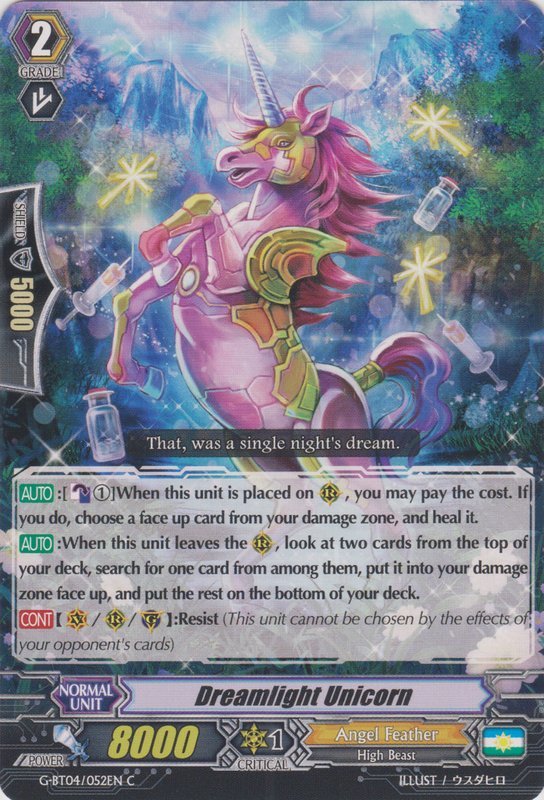 2
GRADE
SHIELD
5000
That, was a single night's dream.
AUTO :[ ①]When this unit is placed on Ⓡ , you may pay the cost. If
you do, choose a face up card from your damage zone, and heal it.
AUTO :When this unit leaves the Ⓡ, look at two cards from the top of
your deck, search for one card from among them, put it into your damage
zone face up, and put the rest on the bottom of your deck.
CONT 【 Ⓥ / Ⓡ / Ⓖ 】:Resist (This unit cannot be chosen by the effects of
your opponent's cards)
NORMAL
UNIT
Dreamlight Unicorn
POWER
8000
1
CRITICAL
Angel Feather
High Beast
G-BT04/052EN C
ILLUST / ウスダヒロ